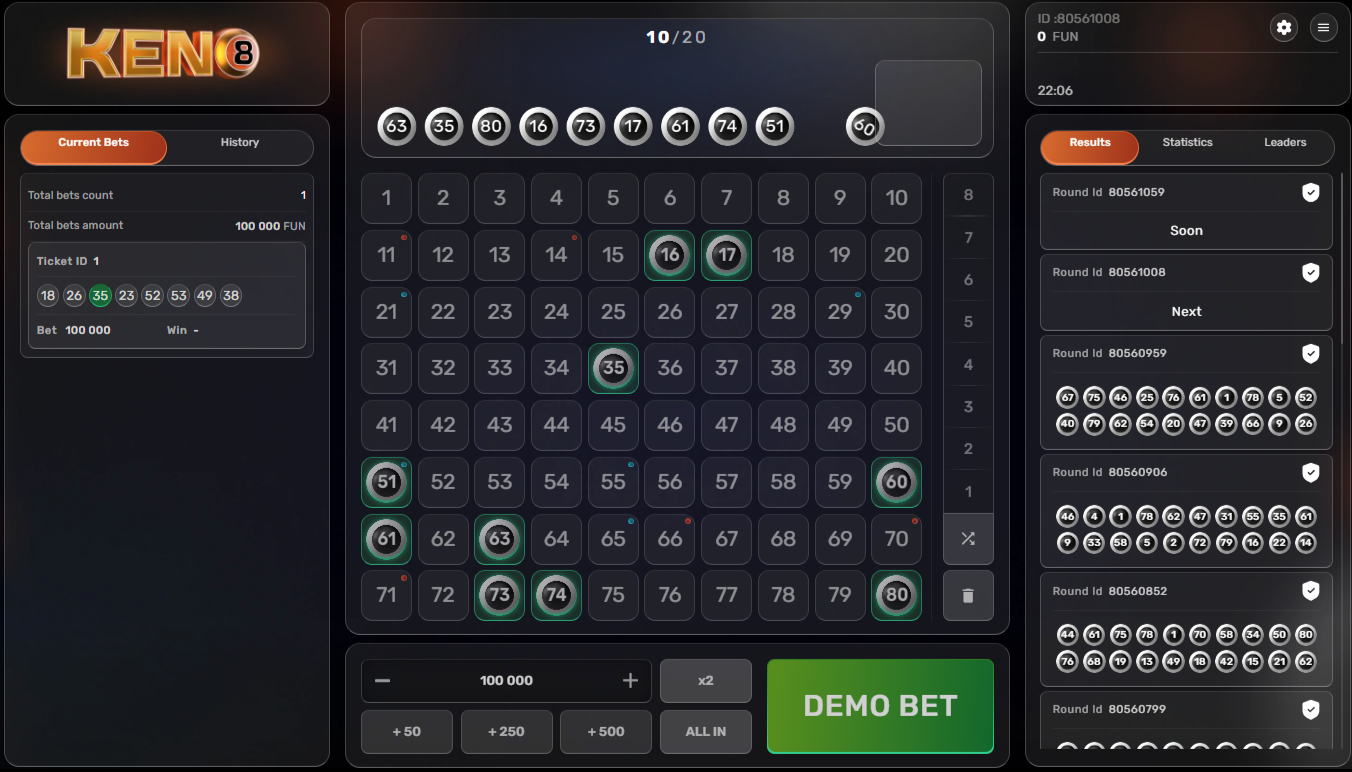 KENO 8
Current Bets
History
Total bets count 1
Total bets amount 100 000 FUN
Ticket ID 1
18 26 35 23 52 53 49 38
Bet 100 000 Win -
10/20
63 35 80 16 73 17 61 74 51 60
1 2 3 4 5 6 7 8 9 10
11 12 13 14 15 16 17 18 19 20
21 22 23 24 25 26 27 28 29 30
31 32 33 34 35 36 37 38 39 40
41 42 43 44 45 46 47 48 49 50
51 52 53 54 55 56 57 58 59 60
61 62 63 64 65 66 67 68 69 70
71 72 73 74 75 76 77 78 79 80
8
7
6
5
4
3
2
1
100 000
x2
+50 +250 +500 ALL IN
DEMO BET
ID :80561008
0 FUN
22:06
Results Statistics Leaders
Round Id 80561059
Soon
Round Id 80561008
Next
Round Id 80560959
67 75 46 25 76 61 1 78 5 52
40 79 62 54 20 47 39 66 9 26
Round Id 80560906
46 4 1 78 62 47 31 55 35 61
9 33 58 5 2 72 79 16 22 14
Round Id 80560852
44 61 75 78 1 70 58 34 50 80
76 68 19 13 49 18 42 15 21 62
Round Id 80560799